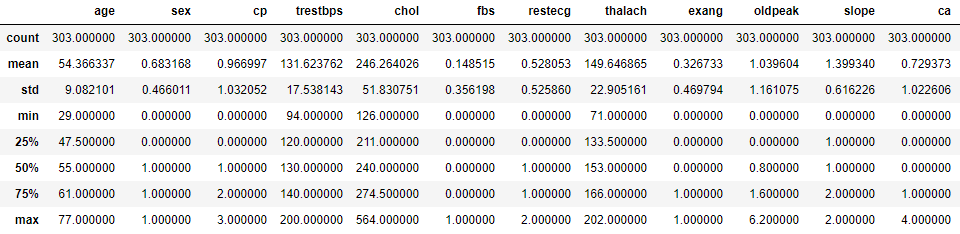 age sex cp trestbps chol fbs restecg thalach exang oldpeak slope ca
count 303.000000 303.000000 303.000000 303.000000 303.000000 303.000000 303.000000 303.000000 303.000000 303.000000 303.000000 303.000000
mean 54.366337 0.683168 0.966997 131.623762 246.264026 0.148515 0.528053 149.646865 0.326733 1.039604 1.399340 0.729373
std 9.082101 0.466011 1.032052 17.538143 51.830751 0.356198 0.525860 22.905161 0.469794 1.161075 0.616226 1.022606
min 29.000000 0.000000 0.000000 94.000000 126.000000 0.000000 0.000000 71.000000 0.000000 0.000000 0.000000 0.000000
25% 47.500000 0.000000 0.000000 120.000000 211.000000 0.000000 0.000000 133.500000 0.000000 0.000000 1.000000 0.000000
50% 55.000000 1.000000 1.000000 130.000000 240.000000 0.000000 1.000000 153.000000 0.000000 0.800000 1.000000 0.000000
75% 61.000000 1.000000 2.000000 140.000000 274.500000 0.000000 1.000000 166.000000 1.000000 1.600000 2.000000 1.000000
max 77.000000 1.000000 3.000000 200.000000 564.000000 1.000000 2.000000 202.000000 1.000000 6.200000 2.000000 4.000000